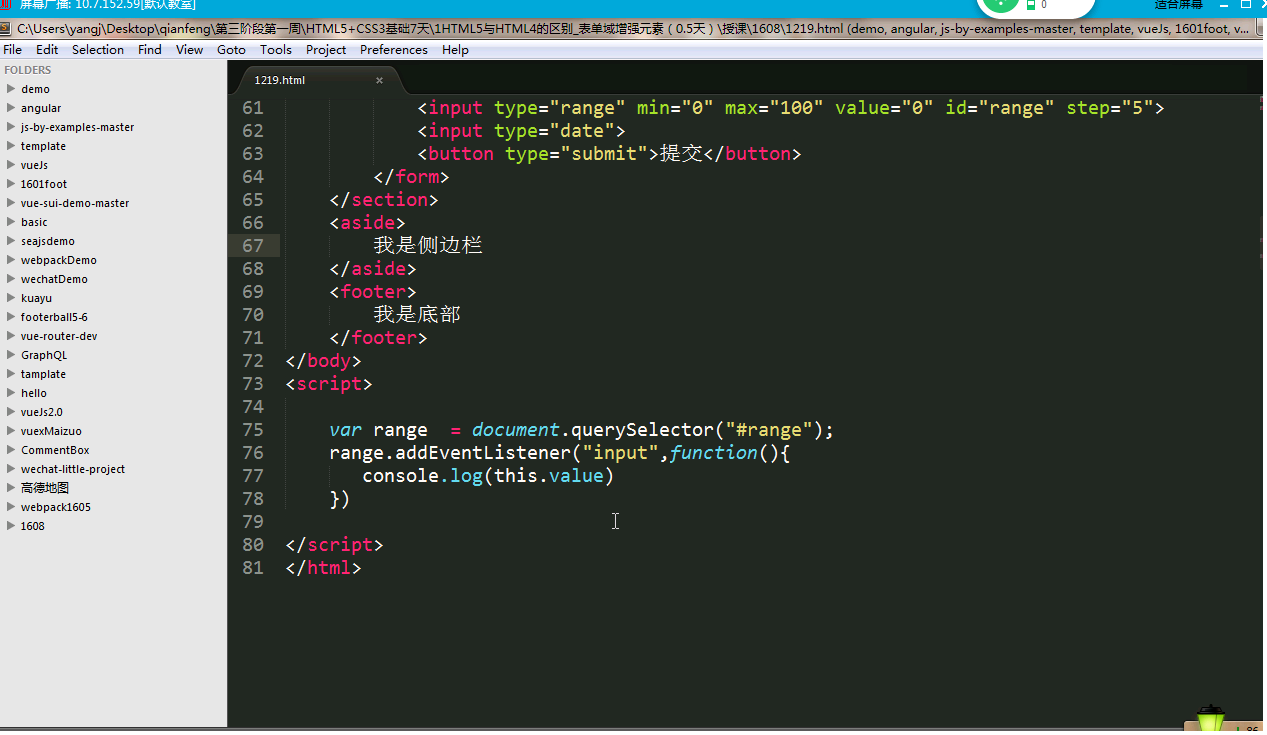 屏幕广播: 10.7.152.59[默认教室]
0
适合屏幕
C:\Users\yangj\Desktop\qianfeng\第三阶段第一周\HTML5+CSS3基础7天\1HTML5与HTML4的区别_表单域增强元素（0.5天）\授课\1608\1219.html (demo, angular, js-by-examples-master, template, vueJs, 1601foot, v...
File Edit Selection Find View Goto Tools Project Preferences Help
FOLDERS
demo
angular
js-by-examples-master
template
vueJs
1601foot
vue-sui-demo-master
basic
seajsdemo
webpackDemo
wechatDemo
kuayu
footerball5-6
vue-router-dev
GraphQL
tamplate
hello
vueJs2.0
vuexMaizuo
CommentBox
wechat-little-project
高德地图
webpack1605
1608
1219.html ×
61 <input type="range" min="0" max="100" value="0" id="range" step="5">
62 <input type="date">
63 <button type="submit">提交</button>
64 </form>
65 </section>
66 <aside>
67 我是侧边栏
68 </aside>
69 <footer>
70 我是底部
71 </footer>
72 </body>
73 <script>
74
75 var range  = document.querySelector("#range");
76 range.addEventListener("input",function(){
77 console.log(this.value)
78 })
79
80 </script>
81 </html>
86